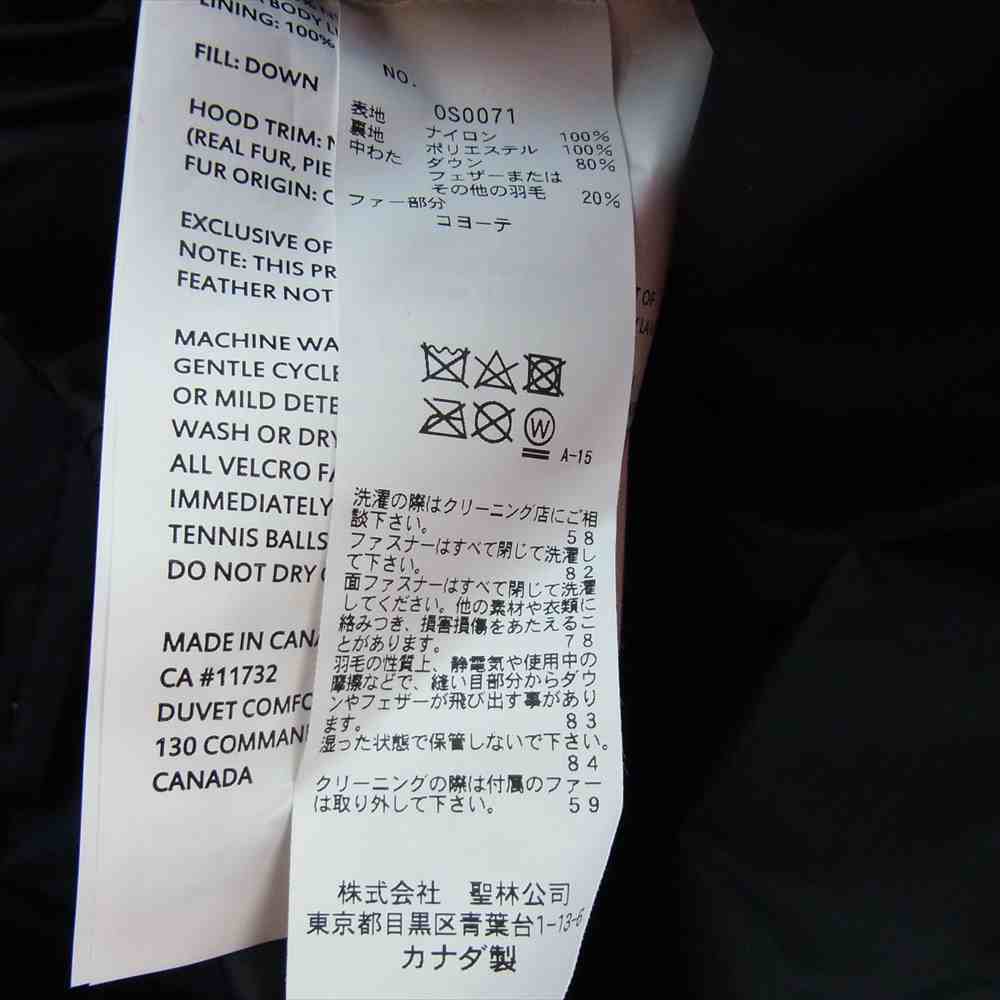 BODY
LINING: 100%
FILL: DOWN
HOOD TRIM:
(REAL FUR, PIE
FUR ORIGIN: C
EXCLUSIVE OF
NOTE: THIS PR
FEATHER NOT
MACHINE WA
GENTLE CYCLE
OR MILD DETE
WASH OR DRY
ALL VELCRO FA
IMMEDIATELY
TENNIS BALLS
DO NOT DRY
MADE IN CANA
CA #11732
DUVET COMFO
130 COMMAN
CANADA
NO.
OS0071
表地 ナイロン 100%
裏地 ポリエステル 100%
中わた ダウン 80%
フェザーまたは
その他の羽毛 20%
ファー部分
コヨーテ
W
A-15
洗濯の際はクリーニング店にご相
談下さい。 58
ファスナーはすべて閉じて洗濯し
て下さい。 82
面ファスナーはすべて閉じて洗濯
してください。他の素材や衣類に
絡みつき、損害損傷をあたえるこ
とがあります。 78
羽毛の性質上、静電気や使用中の
摩擦などで、縫い目部分からダウ
ンやフェザーが飛び出す事があり
ます。 83
湿った状態で保管しないで下さい。
84
クリーニングの際は付属のファー
は取り外して下さい。 59
株式会社 聖林公司
東京都目黒区青葉台1-13-6
カナダ製
T OF